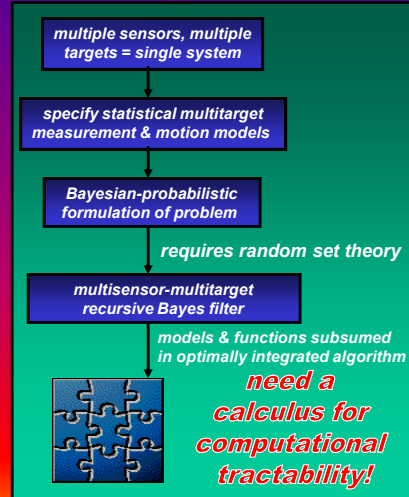 multiple sensors, multiple
targets = single system
specify statistical multitarget
measurement & motion models
Bayesian-probabilistic
formulation of problem
requires random set theory
multisensor-multitarget
recursive Bayes filter
models & functions subsumed
in optimally integrated algorithm
need a
calculus for
computational
tractability!